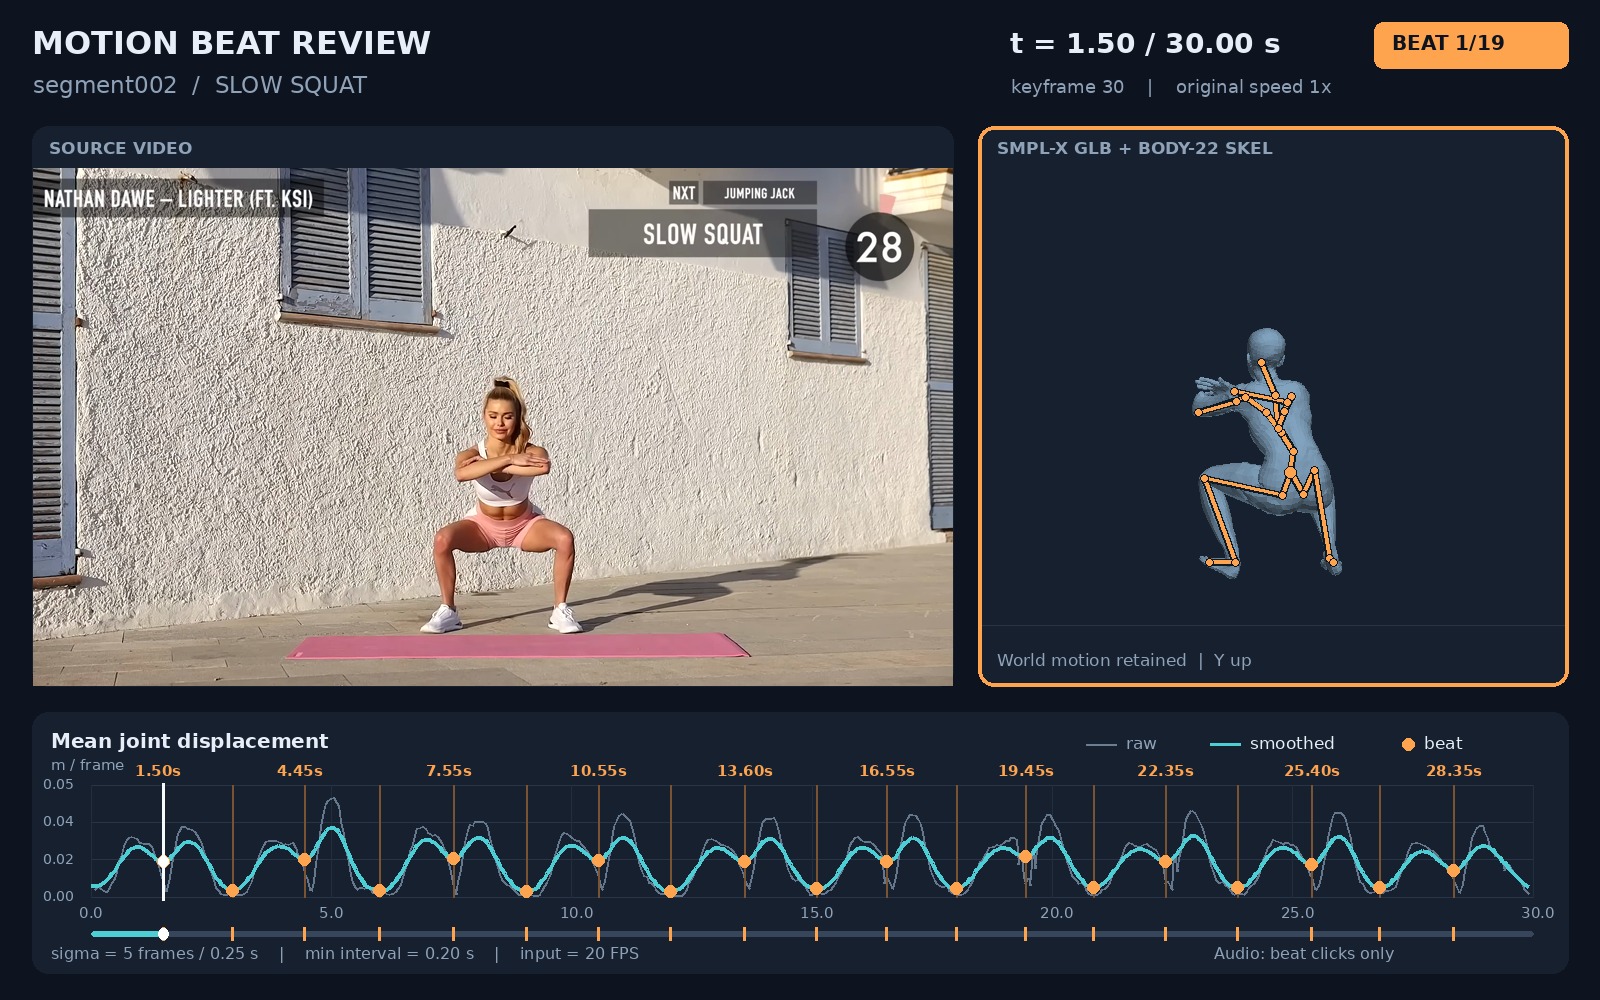 MOTION BEAT REVIEW
segment002 / SLOW SQUAT
t = 1.50 / 30.00 s
BEAT 1/19
keyframe 30 | original speed 1x
SOURCE VIDEO
NATHAN DAWE – LIGHTER (FT. KSI)
NXT JUMPING JACK
SLOW SQUAT
28
SMPL-X GLB + BODY-22 SKEL
World motion retained | Y up
Mean joint displacement
raw smoothed beat
m / frame
1.50s 4.45s 7.55s 10.55s 13.60s 16.55s 19.45s 22.35s 25.40s 28.35s
0.05
0.04
0.02
0.00
0.0 5.0 10.0 15.0 20.0 25.0 30.0
sigma = 5 frames / 0.25 s | min interval = 0.20 s | input = 20 FPS
Audio: beat clicks only